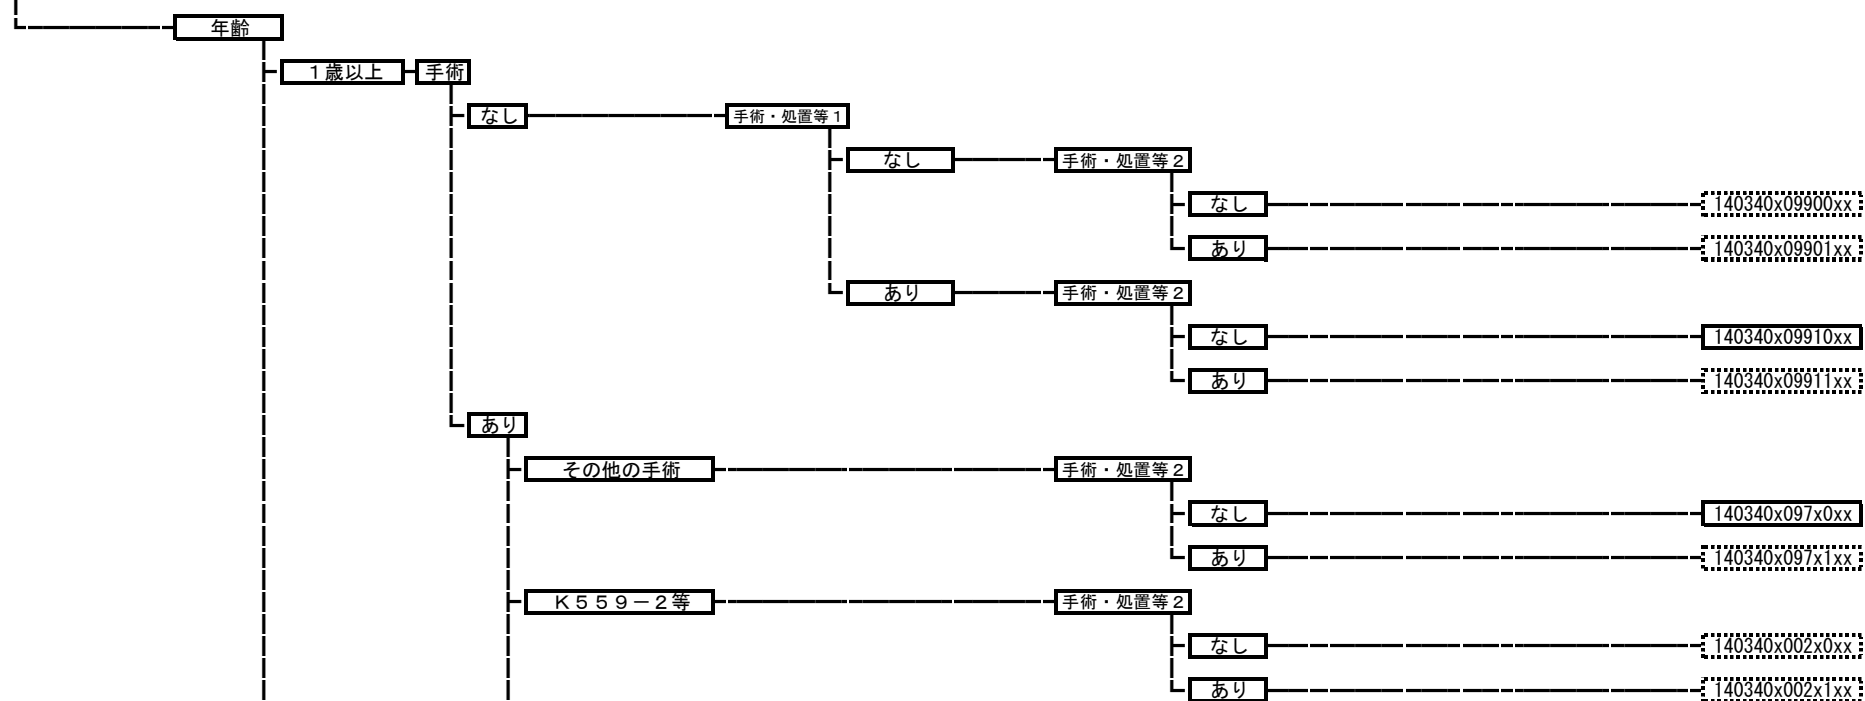 年齢
１歳以上 手術
なし 手術・処置等１
なし 手術・処置等２
なし 140340x09900xx
あり 140340x09901xx
あり 手術・処置等２
なし 140340x09910xx
あり 140340x09911xx
あり
その他の手術 手術・処置等２
なし 140340x097x0xx
あり 140340x097x1xx
Ｋ５５９－２等 手術・処置等２
なし 140340x002x0xx
あり 140340x002x1xx